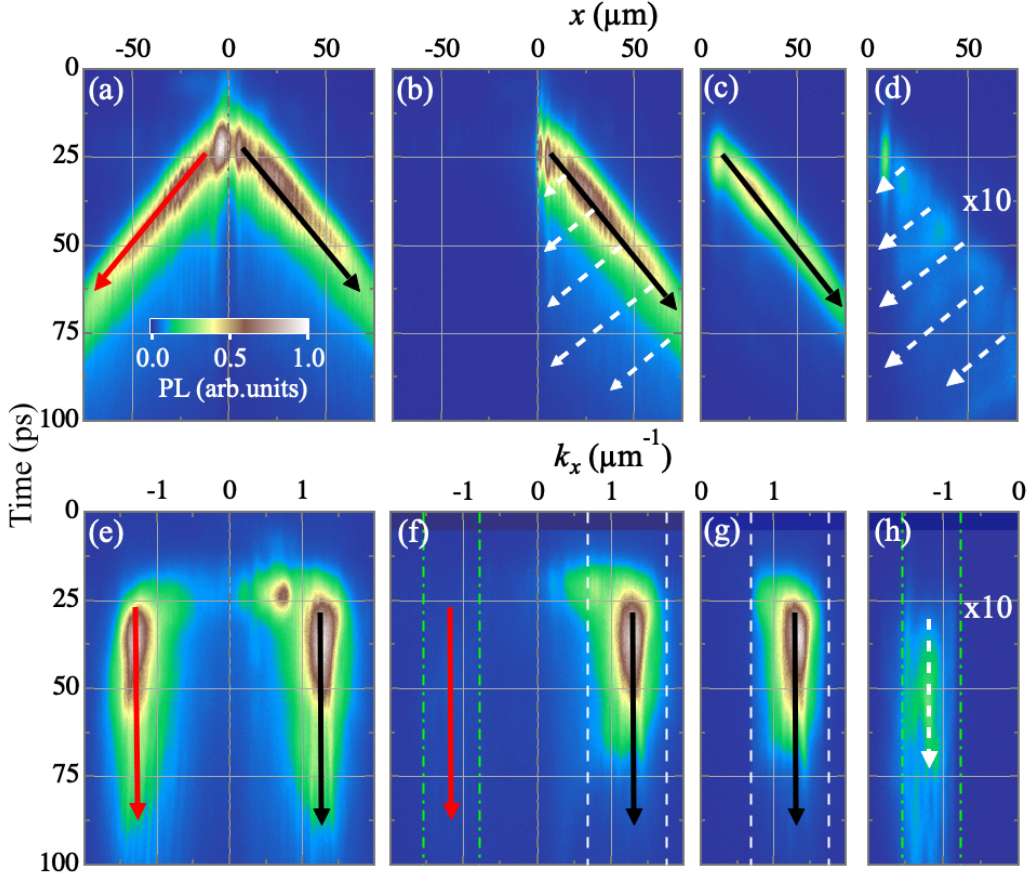 x (μm)
-50 0 50 -50 0 50 0 50 0 50
0
(a) (b) (c) (d)
25
x10
50
75
0.0 0.5 1.0
PL (arb.units)
100
Time (ps)
kₓ (μm⁻¹)
-1 0 1 -1 0 1 0 1 -1 0
0
(e) (f) (g) (h)
25
x10
50
75
100